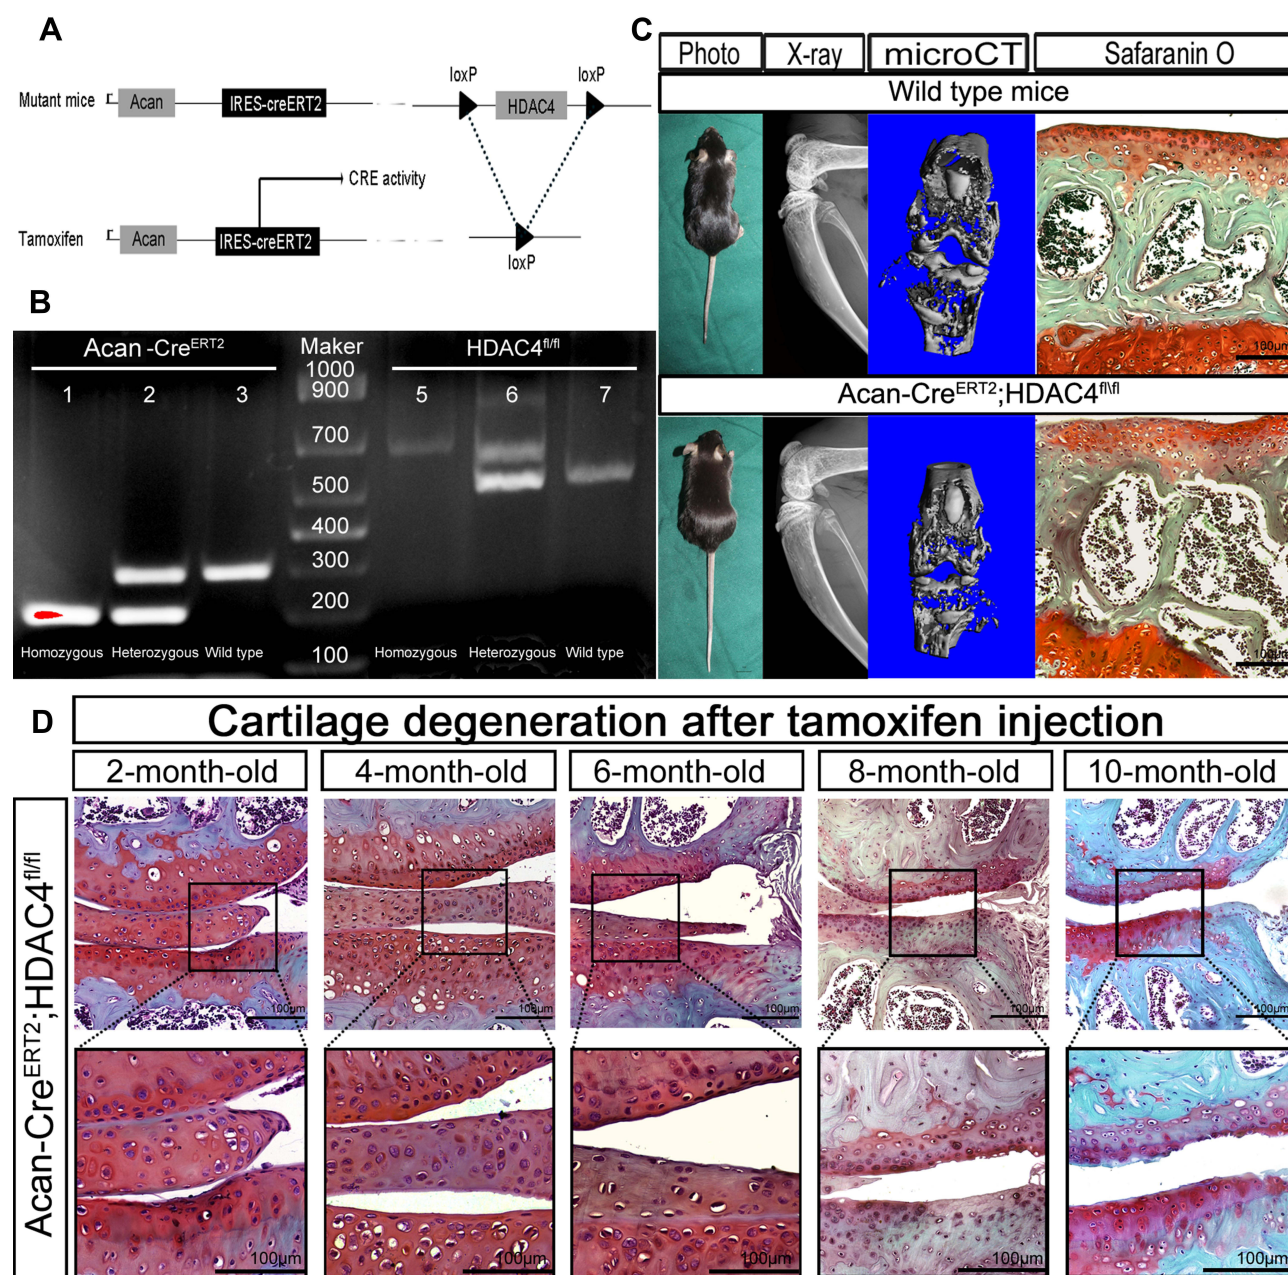 A
loxP loxP
Mutant mice Acan IRES-creERT2 HDAC4
CRE activity
Tamoxifen Acan IRES-creERT2
loxP
B
Acan -CreERT2 Maker HDAC4fl/fl
1000
1 2 3 900 5 6 7
700
500
400
300
200
Homozygous Heterozygous Wild type 100 Homozygous Heterozygous Wild type
C
Photo X-ray microCT Safaranin O
Wild type mice
100μm
Acan-CreERT2;HDAC4fl\fl
100μm
D
Cartilage degeneration after tamoxifen injection
2-month-old 4-month-old 6-month-old 8-month-old 10-month-old
Acan-CreERT2;HDAC4fl/fl
100μm 100μm 100μm 100μm 100μm
100μm 100μm 100μm 100μm 100μm